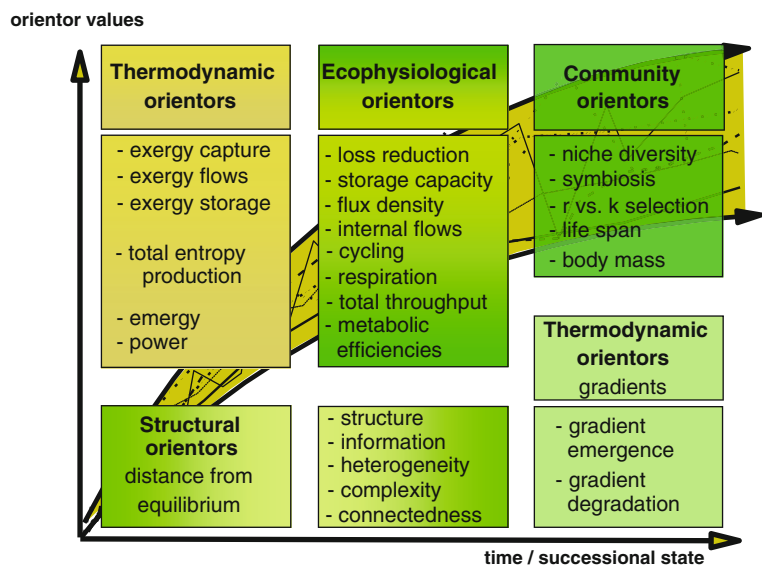 orientor values
Thermodynamic
orientors
- exergy capture
- exergy flows
- exergy storage
- total entropy
production
- emergy
- power
Ecophysiological
orientors
- loss reduction
- storage capacity
- flux density
- internal flows
- cycling
- respiration
- total throughput
- metabolic
efficiencies
Community
orientors
- niche diversity
- symbiosis
- r vs. k selection
- life span
- body mass
Structural
orientors
distance from
equilibrium
- structure
- information
- heterogeneity
- complexity
- connectedness
Thermodynamic
orientors
gradients
- gradient
emergence
- gradient
degradation
time / successional state